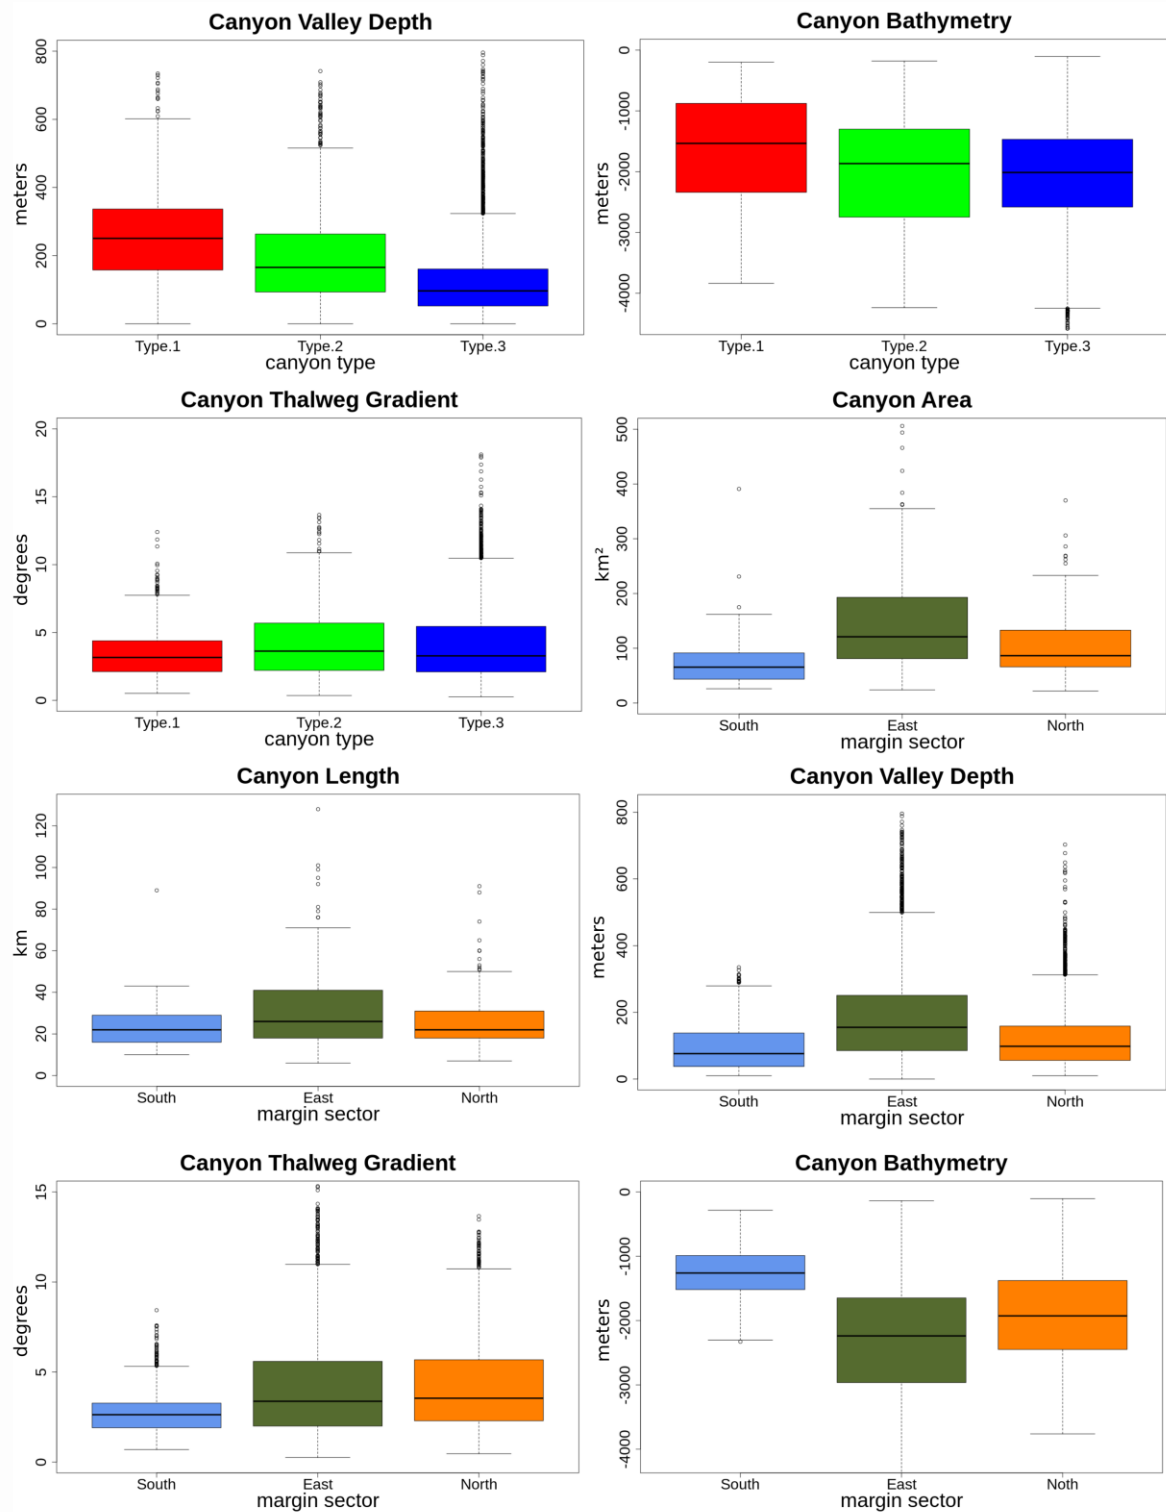 Canyon Valley Depth
meters
0
200
400
600
800
Type.1
Type.2
Type.3
canyon type
Canyon Bathymetry
meters
0
-1000
-2000
-3000
-4000
Type.1
Type.2
Type.3
canyon type
Canyon Thalweg Gradient
degrees
0
5
10
15
20
Type.1
Type.2
Type.3
canyon type
Canyon Area
km²
0
100
200
300
400
500
South
East
North
margin sector
Canyon Length
km
0
20
40
60
80
100
120
South
East
North
margin sector
Canyon Valley Depth
meters
0
200
400
600
800
South
East
North
margin sector
Canyon Thalweg Gradient
degrees
0
5
10
15
South
East
North
margin sector
Canyon Bathymetry
meters
0
-1000
-2000
-3000
-4000
South
East
North
margin sector